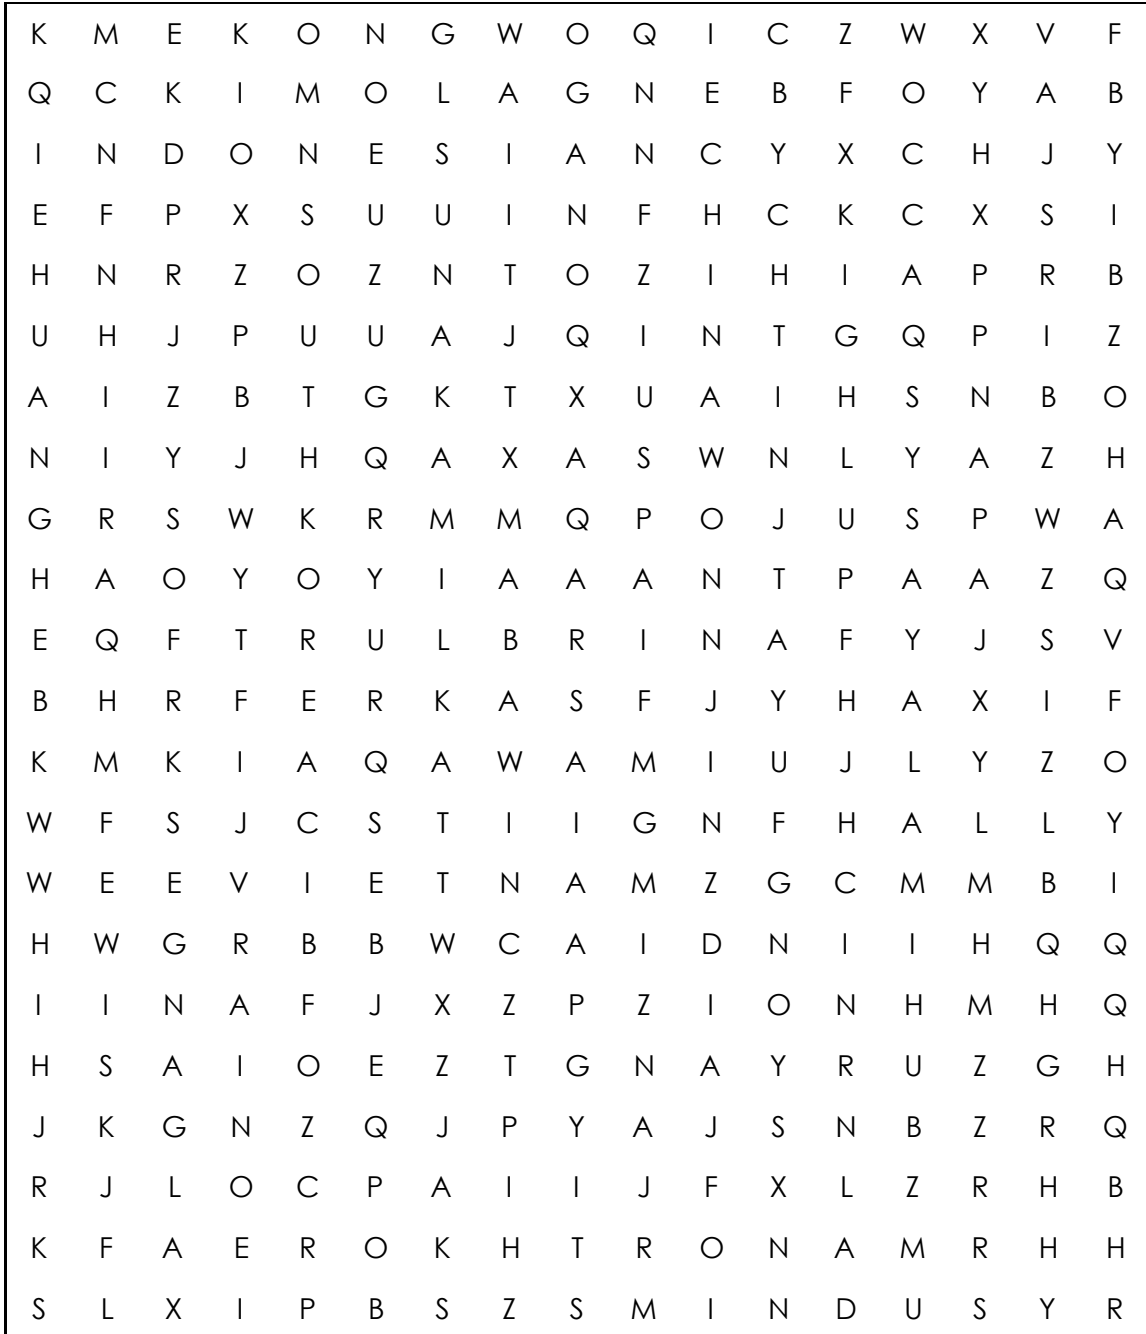 K M E K O N G W O Q I C Z W X V F
Q C K I M O L A G N E B F O Y A B
I N D O N E S I A N C Y X C H J Y
E F P X S U U I N F H C K C X S I
H N R Z O Z N T O Z I H I A P R B
U H J P U U A J Q I N T G Q P I Z
A I Z B T G K T X U A I H S N B O
N I Y J H Q A X A S W N L Y A Z H
G R S W K R M M Q P O J U S P W A
H A O Y O Y I A A A N T P A A Z Q
E Q F T R U L B R I N A F Y J S V
B H R F E R K A S F J Y H A X I F
K M K I A Q A W A M I U J L Y Z O
W F S J C S T I I G N F H A L L Y
W E E V I E T N A M Z G C M M B I
H W G R B B W C A I D N I I H Q Q
I I N A F J X Z P Z I O N H M H Q
H S A I O E Z T G N A Y R U Z G H
J K G N Z Q J P Y A J S N B Z R Q
R J L O C P A I I J F X L Z R H B
K F A E R O K H T R O N A M R H H
S L X I P B S Z S M I N D U S Y R